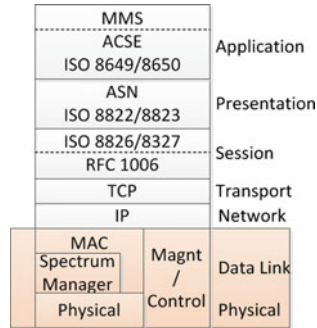 MMS
ACSE
ISO 8649/8650
Application
ASN
ISO 8822/8823
Presentation
ISO 8826/8327
RFC 1006
Session
TCP
Transport
IP
Network
MAC
Spectrum
Manager
Physical
Magnt
/
Control
Data Link
Physical